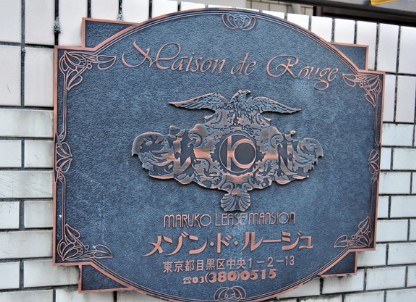 Maison de Rouge
MARUKO LEASE MANSION
メゾン・ド・ルージュ
東京都目黒区中央1-2-13
☎03(380)0515